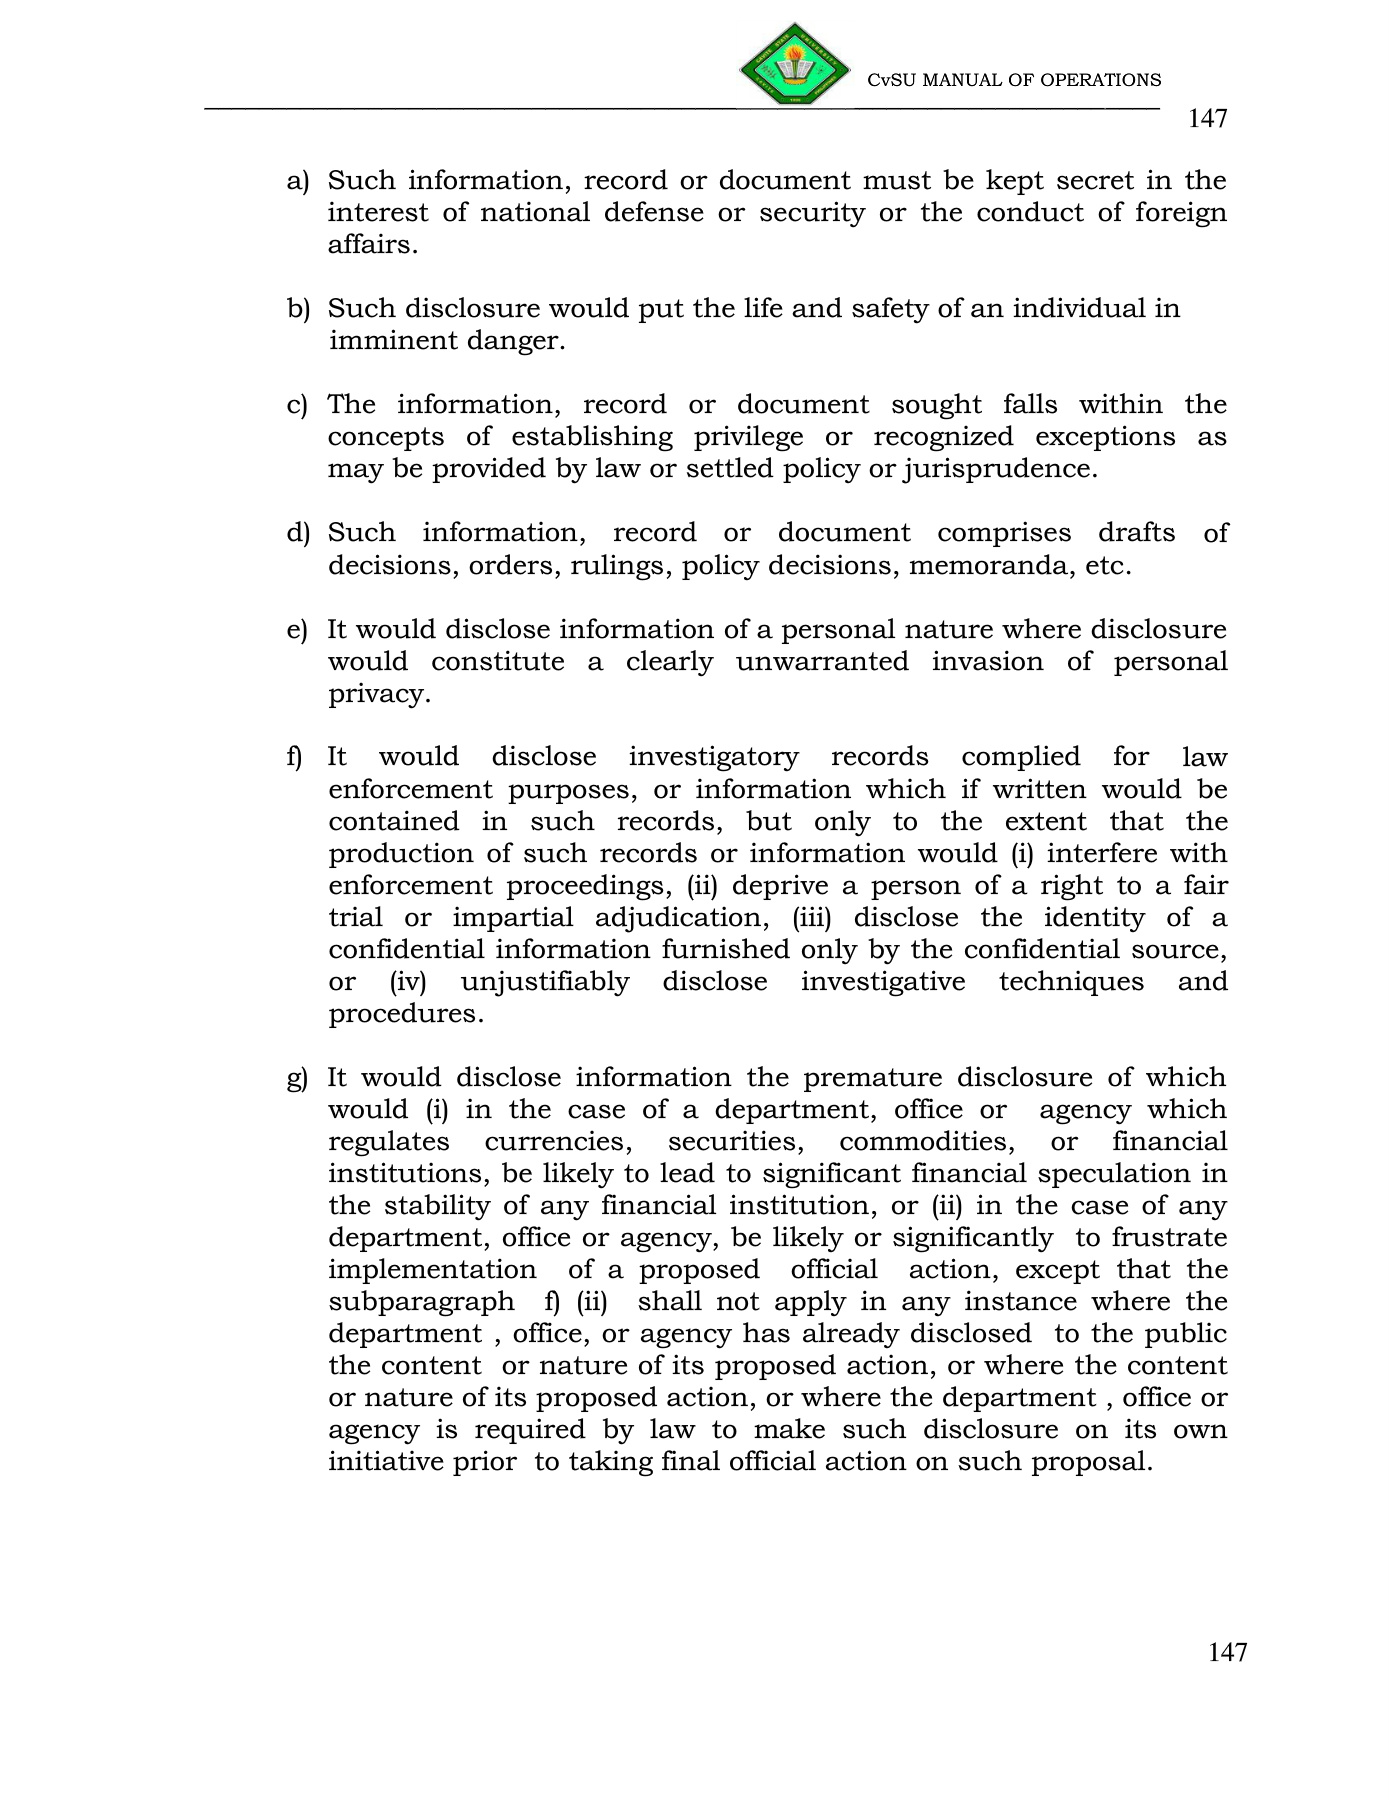 CvSU MANUAL OF OPERATIONS
147
a) Such information, record or document must be kept secret in the
interest of national defense or security or the conduct of foreign
affairs.
b) Such disclosure would put the life and safety of an individual in
imminent danger.
c) The information, record or document sought falls within the
concepts of establishing privilege or recognized exceptions as
may be provided by law or settled policy or jurisprudence.
d) Such information, record or document comprises drafts of
decisions, orders, rulings, policy decisions, memoranda, etc.
e) It would disclose information of a personal nature where disclosure
would constitute a clearly unwarranted invasion of personal
privacy.
f) It would disclose investigatory records complied for law
enforcement purposes, or information which if written would be
contained in such records, but only to the extent that the
production of such records or information would (i) interfere with
enforcement proceedings, (ii) deprive a person of a right to a fair
trial or impartial adjudication, (iii) disclose the identity of a
confidential information furnished only by the confidential source,
or (iv) unjustifiably disclose investigative techniques and
procedures.
g) It would disclose information the premature disclosure of which
would (i) in the case of a department, office or agency which
regulates currencies, securities, commodities, or financial
institutions, be likely to lead to significant financial speculation in
the stability of any financial institution, or (ii) in the case of any
department, office or agency, be likely or significantly to frustrate
implementation of a proposed official action, except that the
subparagraph f) (ii) shall not apply in any instance where the
department , office, or agency has already disclosed to the public
the content or nature of its proposed action, or where the content
or nature of its proposed action, or where the department , office or
agency is required by law to make such disclosure on its own
initiative prior to taking final official action on such proposal.
147